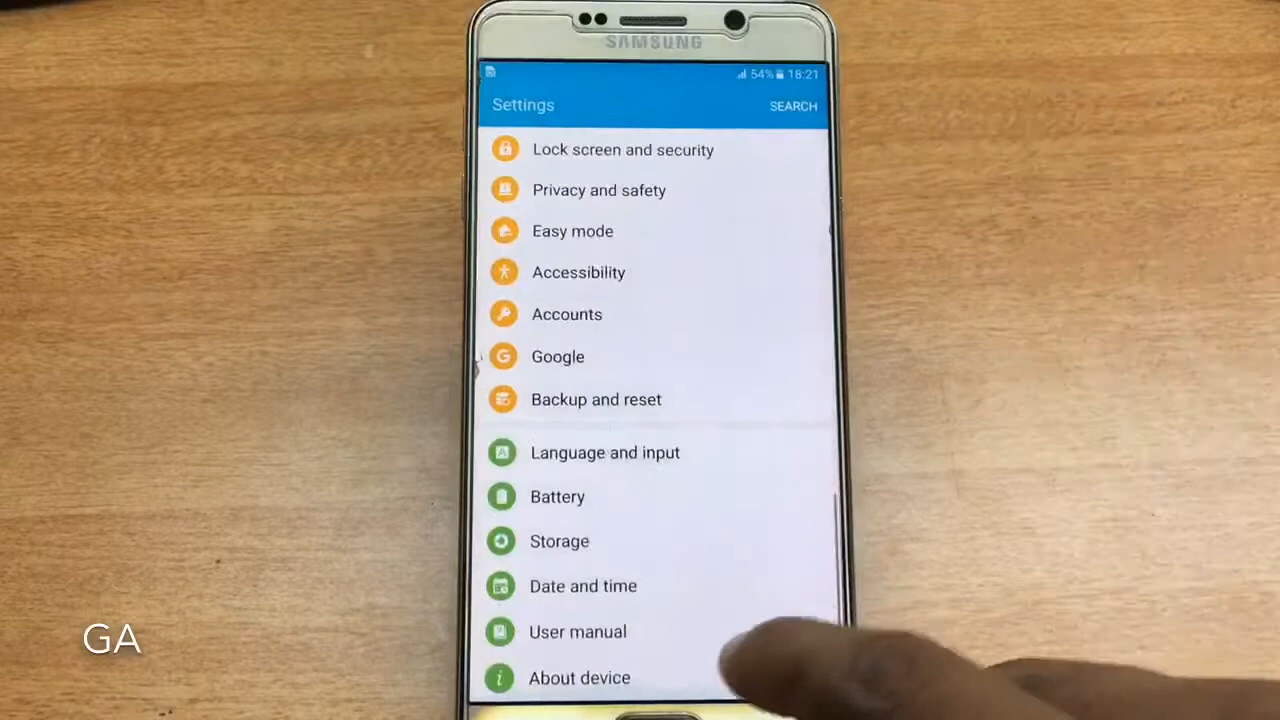 SAMSUNG
54% 18:21
Settings
SEARCH
Lock screen and security
Privacy and safety
Easy mode
Accessibility
Accounts
Google
Backup and reset
Language and input
Battery
Storage
Date and time
User manual
About device
GA